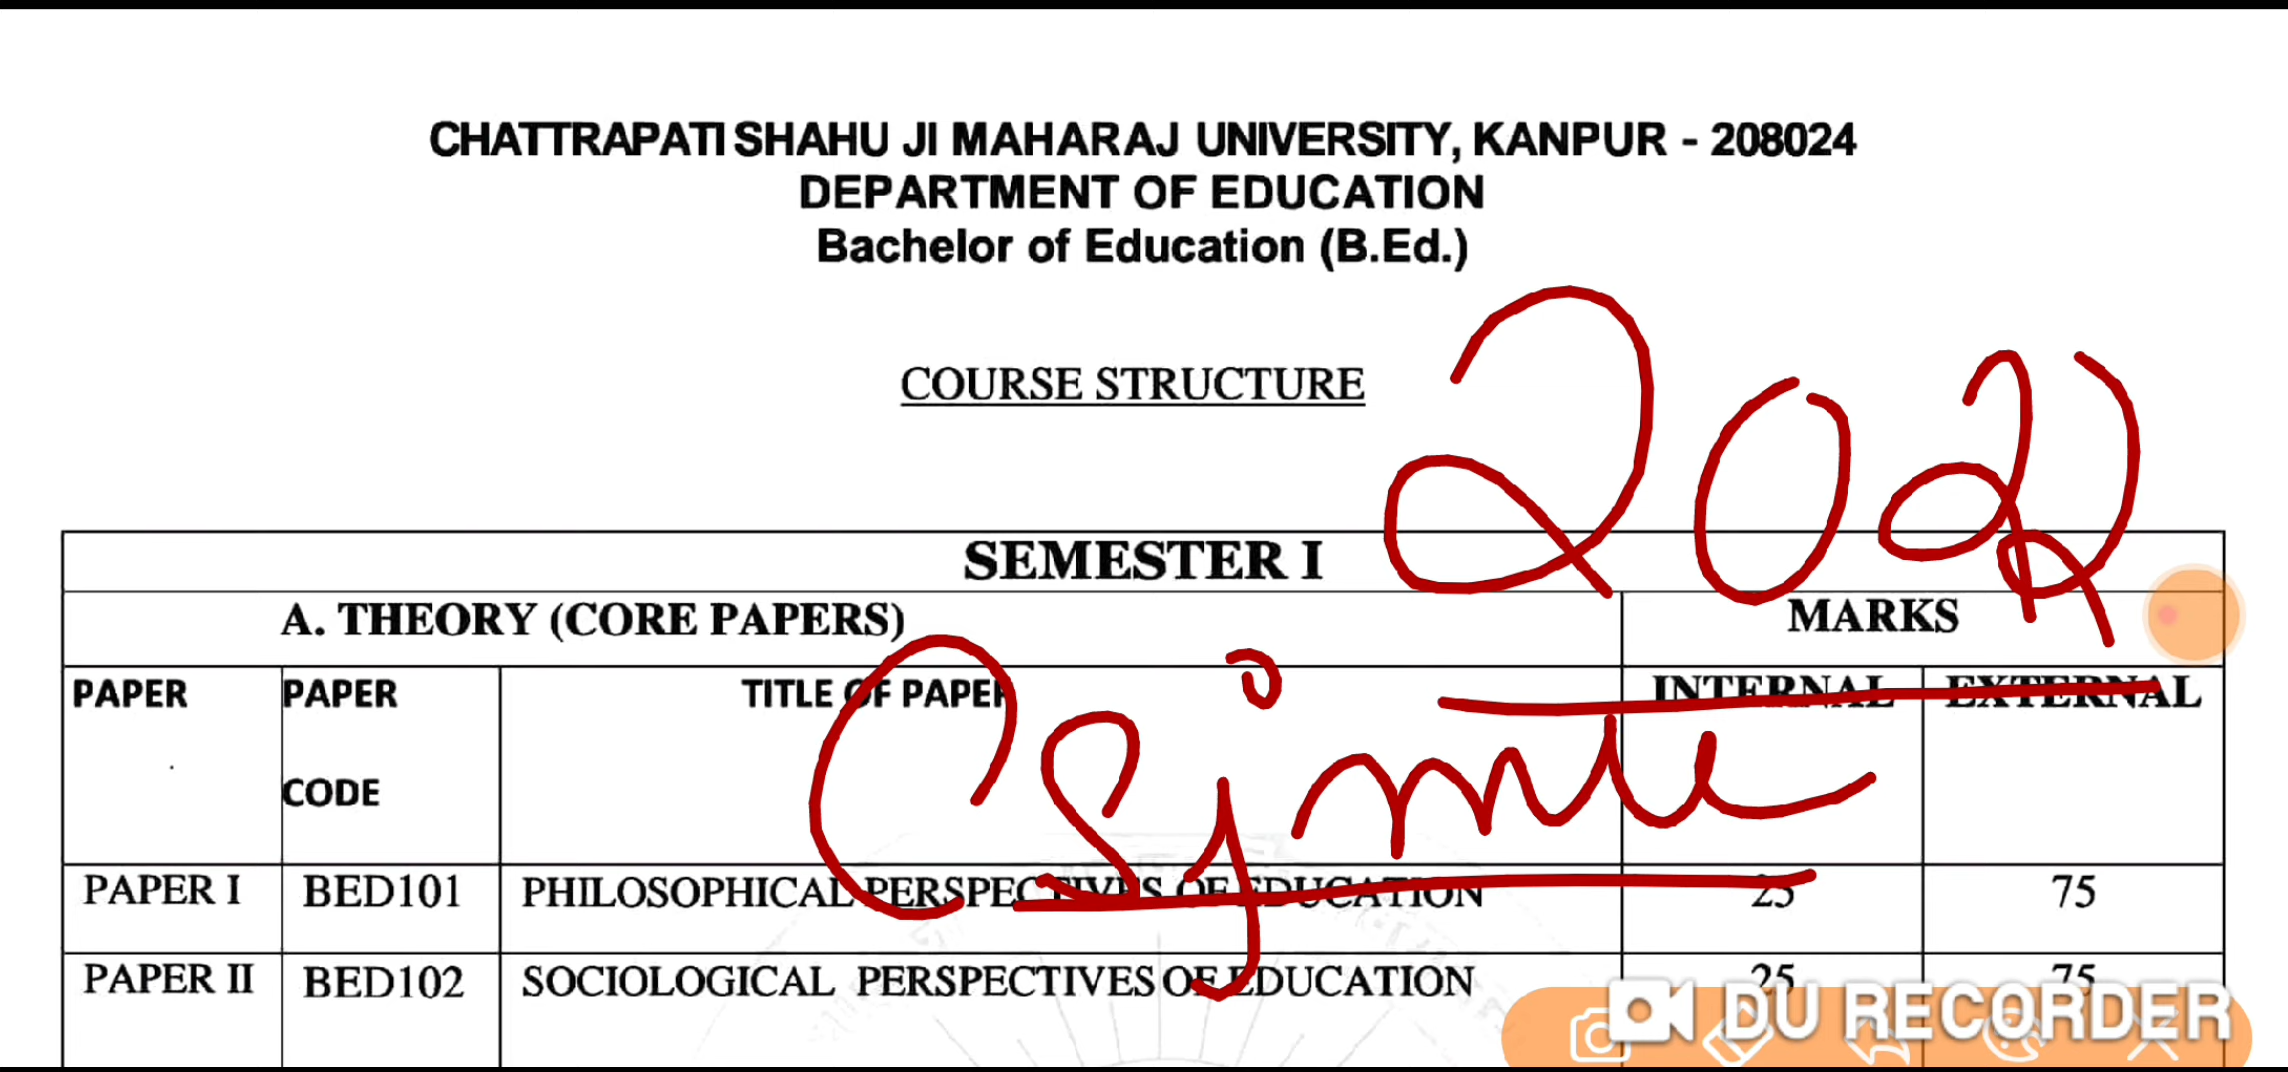 CHATTRAPATI SHAHU JI MAHARAJ UNIVERSITY, KANPUR - 208024
DEPARTMENT OF EDUCATION
Bachelor of Education (B.Ed.)
COURSE STRUCTURE
2022
SEMESTER I
A. THEORY (CORE PAPERS) MARKS
PAPER PAPER CODE TITLE OF PAPER INTERNAL EXTERNAL
Csjmu
PAPER I BED101 PHILOSOPHICAL PERSPECTIVES OF EDUCATION 25 75
PAPER II BED102 SOCIOLOGICAL PERSPECTIVES OF EDUCATION 25 75
DU RECORDER